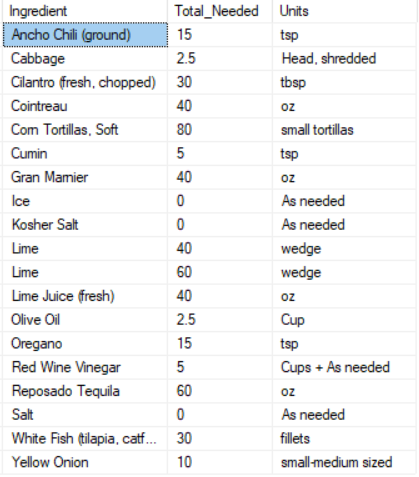 Ingredient Total_Needed Units
Ancho Chili (ground) 15 tsp
Cabbage 2.5 Head, shredded
Cilantro (fresh, chopped) 30 tbsp
Cointreau 40 oz
Corn Tortillas, Soft 80 small tortillas
Cumin 5 tsp
Gran Marnier 40 oz
Ice 0 As needed
Kosher Salt 0 As needed
Lime 40 wedge
Lime 60 wedge
Lime Juice (fresh) 40 oz
Olive Oil 2.5 Cup
Oregano 15 tsp
Red Wine Vinegar 5 Cups + As needed
Reposado Tequila 60 oz
Salt 0 As needed
White Fish (tilapia, catf... 30 fillets
Yellow Onion 10 small-medium sized